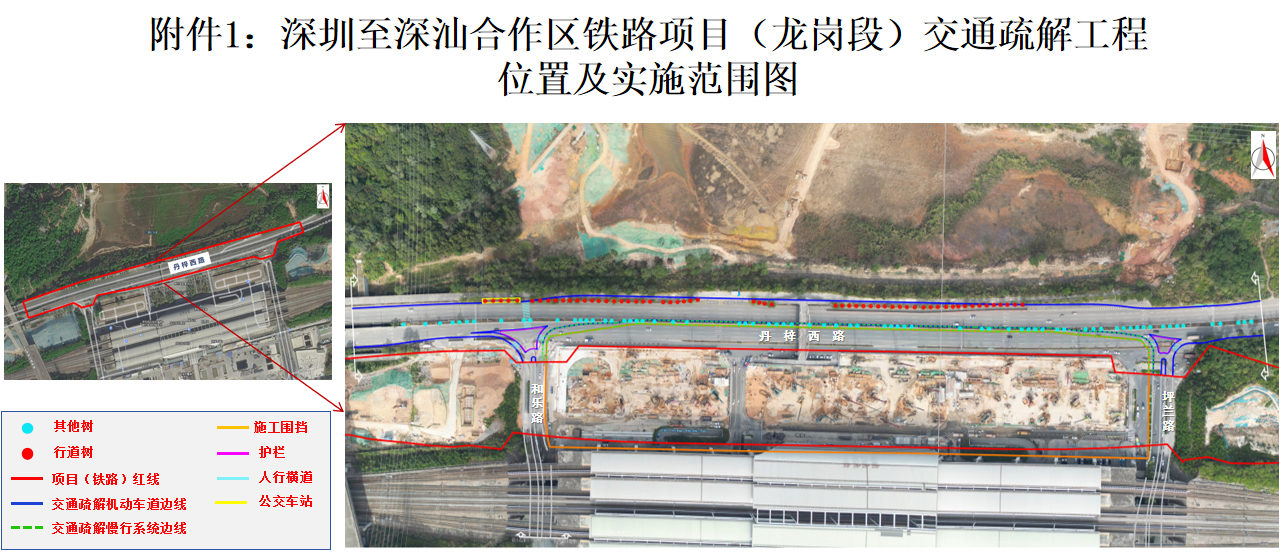 附件1：深圳至深汕合作区铁路项目（龙岗段）交通疏解工程
位置及实施范围图
N
N
丹梓西路
丹梓西路
和乐路
坪兰路
其他树
施工围挡
行道树
护栏
项目（铁路）红线
人行横道
交通疏解机动车道边线
公交车站
交通疏解慢行系统边线